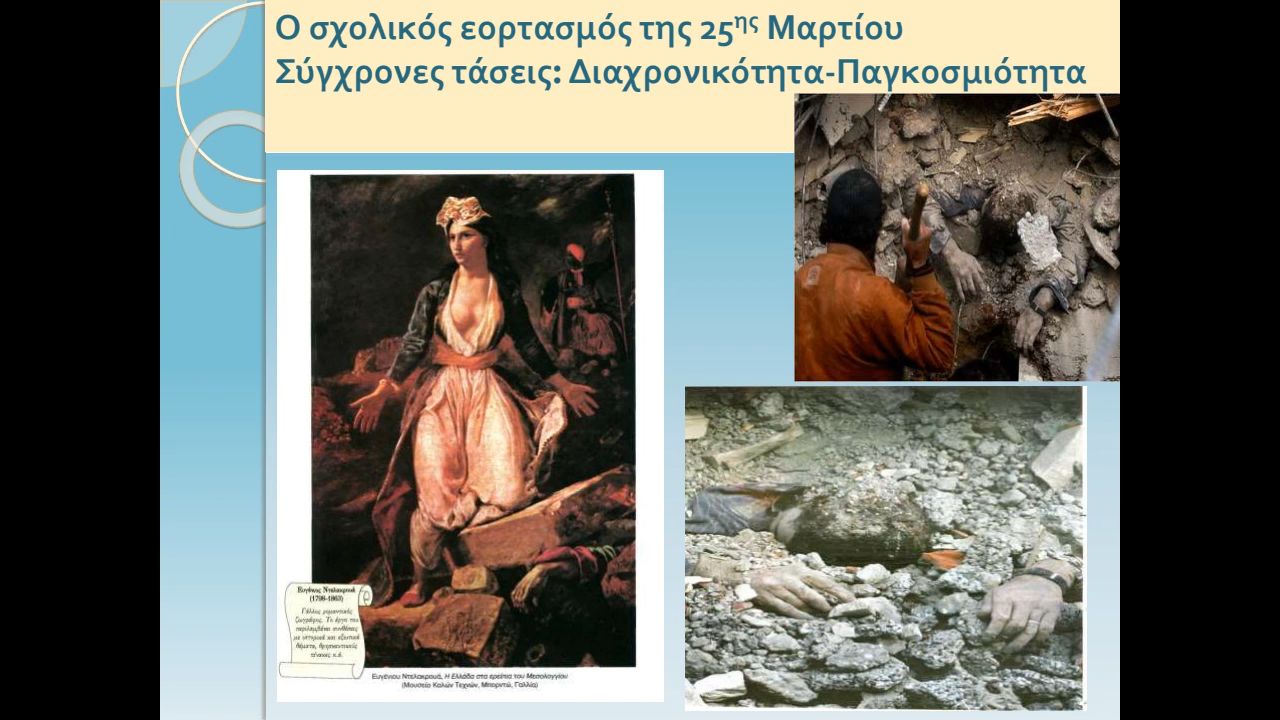 Ο σχολικός εορτασμός της 25ης Μαρτίου
Σύγχρονες τάσεις: Διαχρονικότητα-Παγκοσμιότητα
Ευγένιος Ντελακρουά
(1798-1863)
Γάλλος ρομαντικός
ζωγράφος. Το έργο του
περιλαμβάνει συνθέσεις
με ιστορικά και εξωτικά
θέματα, θρησκευτικούς
πίνακες κ.ά.
Ευγένιου Ντελακρουά, Η Ελλάδα στα ερείπια του Μεσολογγίου
(Μουσείο Καλών Τεχνών, Μπορντώ, Γαλλία)